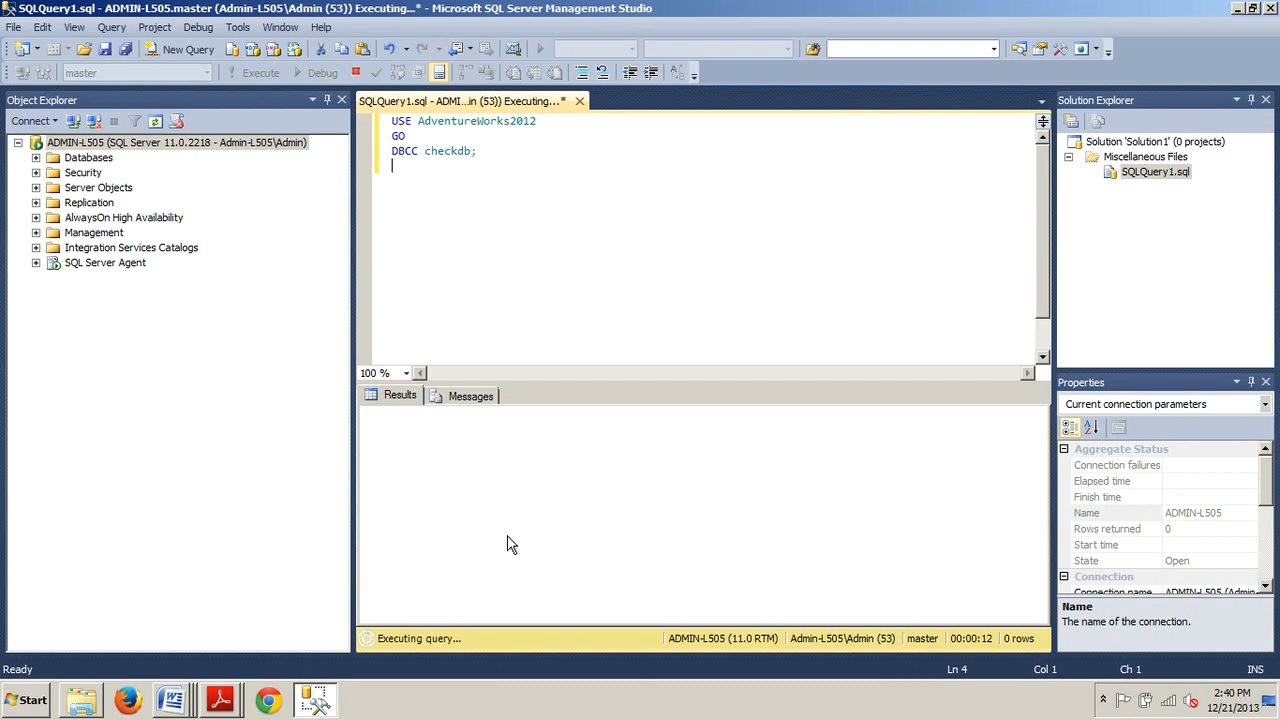 SQLQuery1.sql - ADMIN-L505.master (Admin-L505\Admin (53)) Executing...* - Microsoft SQL Server Management Studio
File Edit View Query Project Debug Tools Window Help
New Query
master Execute Debug
Object Explorer
Connect
ADMIN-L505 (SQL Server 11.0.2218 - Admin-L505\Admin)
Databases
Security
Server Objects
Replication
AlwaysOn High Availability
Management
Integration Services Catalogs
SQL Server Agent
SQLQuery1.sql - ADMI...in (53)) Executing...*
USE AdventureWorks2012
GO
DBCC checkdb;
100 %
Results Messages
Executing query... ADMIN-L505 (11.0 RTM) Admin-L505\Admin (53) master 00:00:12 0 rows
Solution Explorer
Solution 'Solution1' (0 projects)
Miscellaneous Files
SQLQuery1.sql
Properties
Current connection parameters
Aggregate Status
Connection failures
Elapsed time
Finish time
Name ADMIN-L505
Rows returned 0
Start time
State Open
Connection
Connection name ADMIN-L505 (Admin-
Name
The name of the connection.
Ready Ln 4 Col 1 Ch 1 INS
Start 2:40 PM
12/21/2013